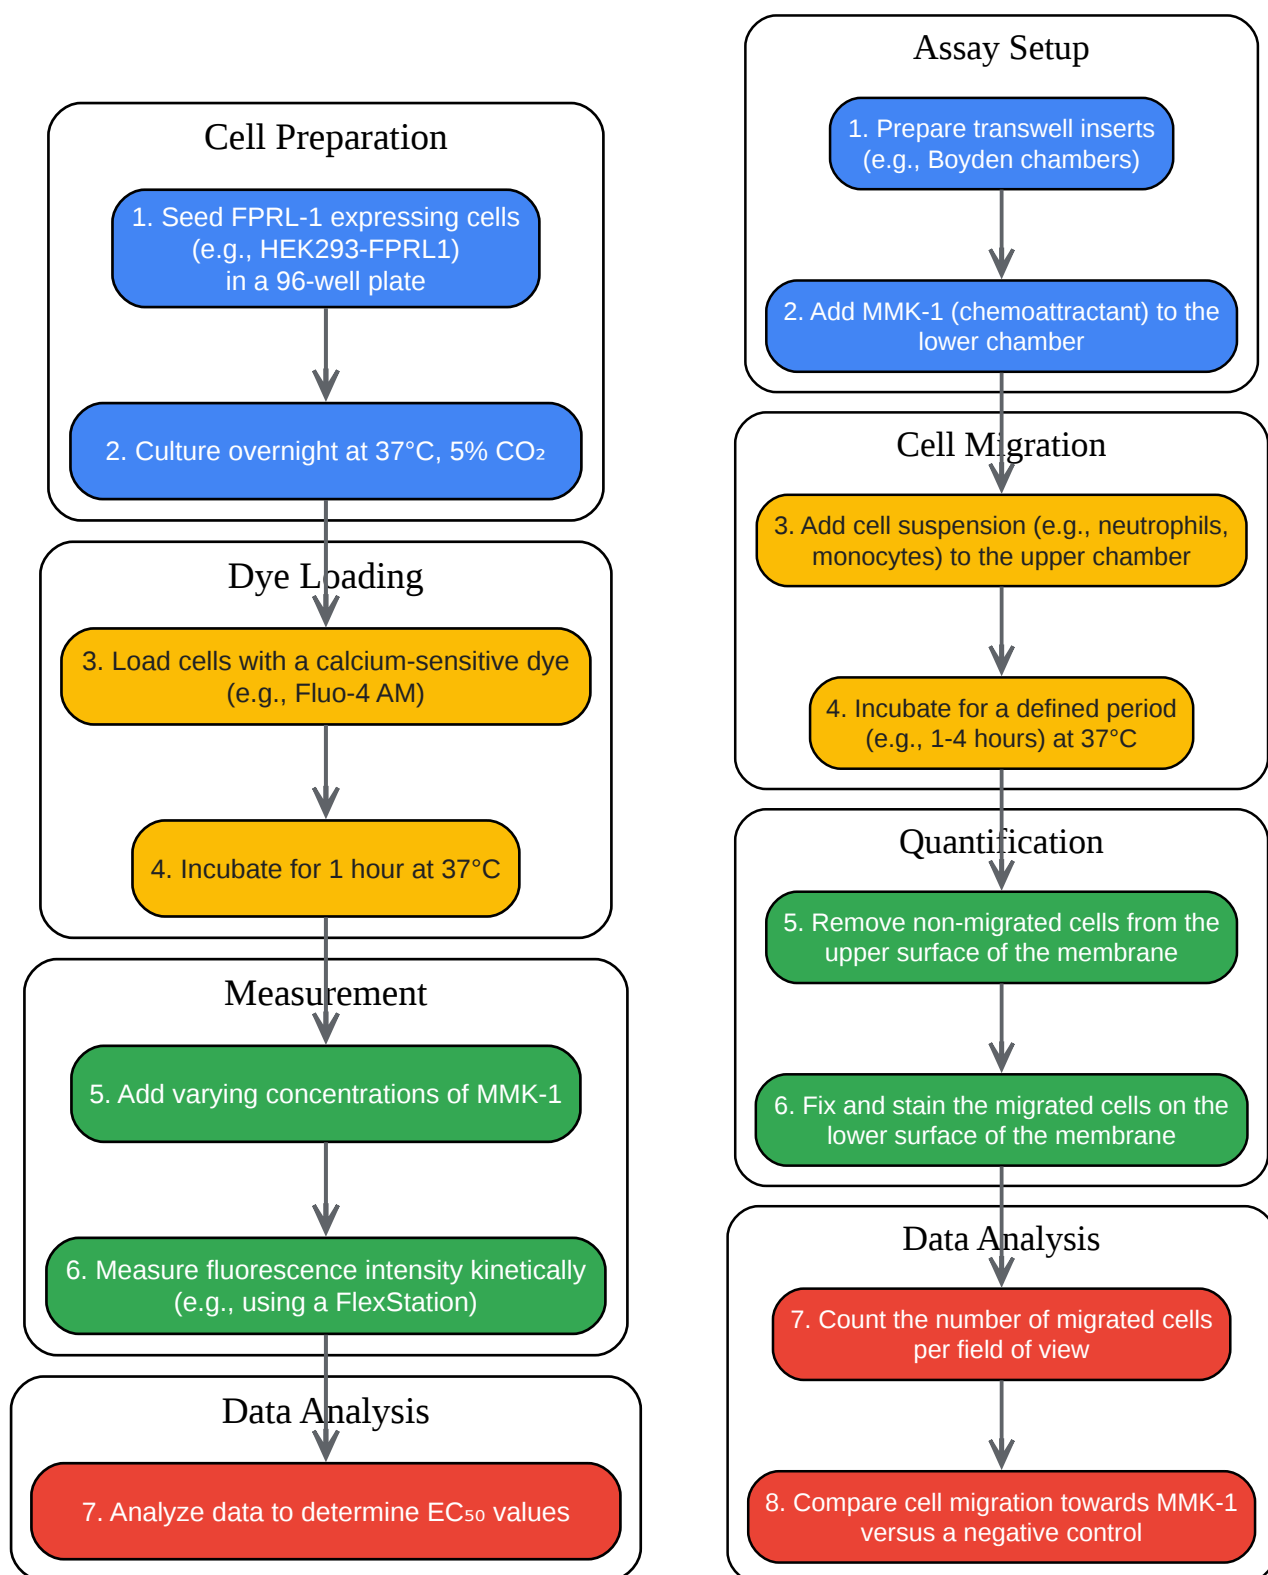 Cell Preparation
1. Seed FPRL-1 expressing cells
(e.g., HEK293-FPRL1)
in a 96-well plate
2. Culture overnight at 37°C, 5% CO₂
Dye Loading
3. Load cells with a calcium-sensitive dye
(e.g., Fluo-4 AM)
4. Incubate for 1 hour at 37°C
Measurement
5. Add varying concentrations of MMK-1
6. Measure fluorescence intensity kinetically
(e.g., using a FlexStation)
Data Analysis
7. Analyze data to determine EC₅₀ values
Assay Setup
1. Prepare transwell inserts
(e.g., Boyden chambers)
2. Add MMK-1 (chemoattractant) to the
lower chamber
Cell Migration
3. Add cell suspension (e.g., neutrophils,
monocytes) to the upper chamber
4. Incubate for a defined period
(e.g., 1-4 hours) at 37°C
Quantification
5. Remove non-migrated cells from the
upper surface of the membrane
6. Fix and stain the migrated cells on the
lower surface of the membrane
Data Analysis
7. Count the number of migrated cells
per field of view
8. Compare cell migration towards MMK-1
versus a negative control